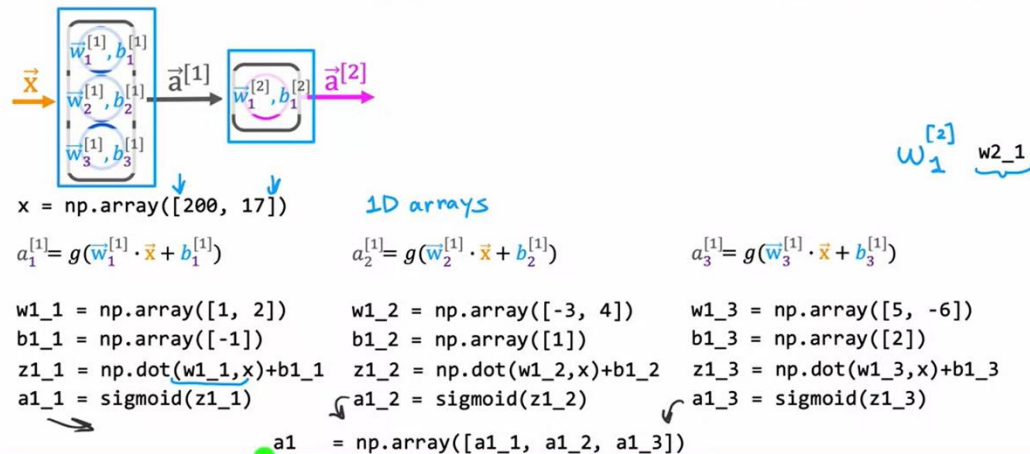 w⃗₁^[1], b₁^[1]
x⃗ w⃗₂^[1], b₂^[1] a⃗^[1] w⃗₁^[2], b₁^[2] a⃗^[2]
w⃗₃^[1], b₃^[1]
w₁^[2] w2_1
x = np.array([200, 17]) 1D arrays
a₁^[1] = g(w⃗₁^[1] · x⃗ + b₁^[1]) a₂^[1] = g(w⃗₂^[1] · x⃗ + b₂^[1]) a₃^[1] = g(w⃗₃^[1] · x⃗ + b₃^[1])
w1_1 = np.array([1, 2]) w1_2 = np.array([-3, 4]) w1_3 = np.array([5, -6])
b1_1 = np.array([-1]) b1_2 = np.array([1]) b1_3 = np.array([2])
z1_1 = np.dot(w1_1,x)+b1_1 z1_2 = np.dot(w1_2,x)+b1_2 z1_3 = np.dot(w1_3,x)+b1_3
a1_1 = sigmoid(z1_1) a1_2 = sigmoid(z1_2) a1_3 = sigmoid(z1_3)
a1 = np.array([a1_1, a1_2, a1_3])